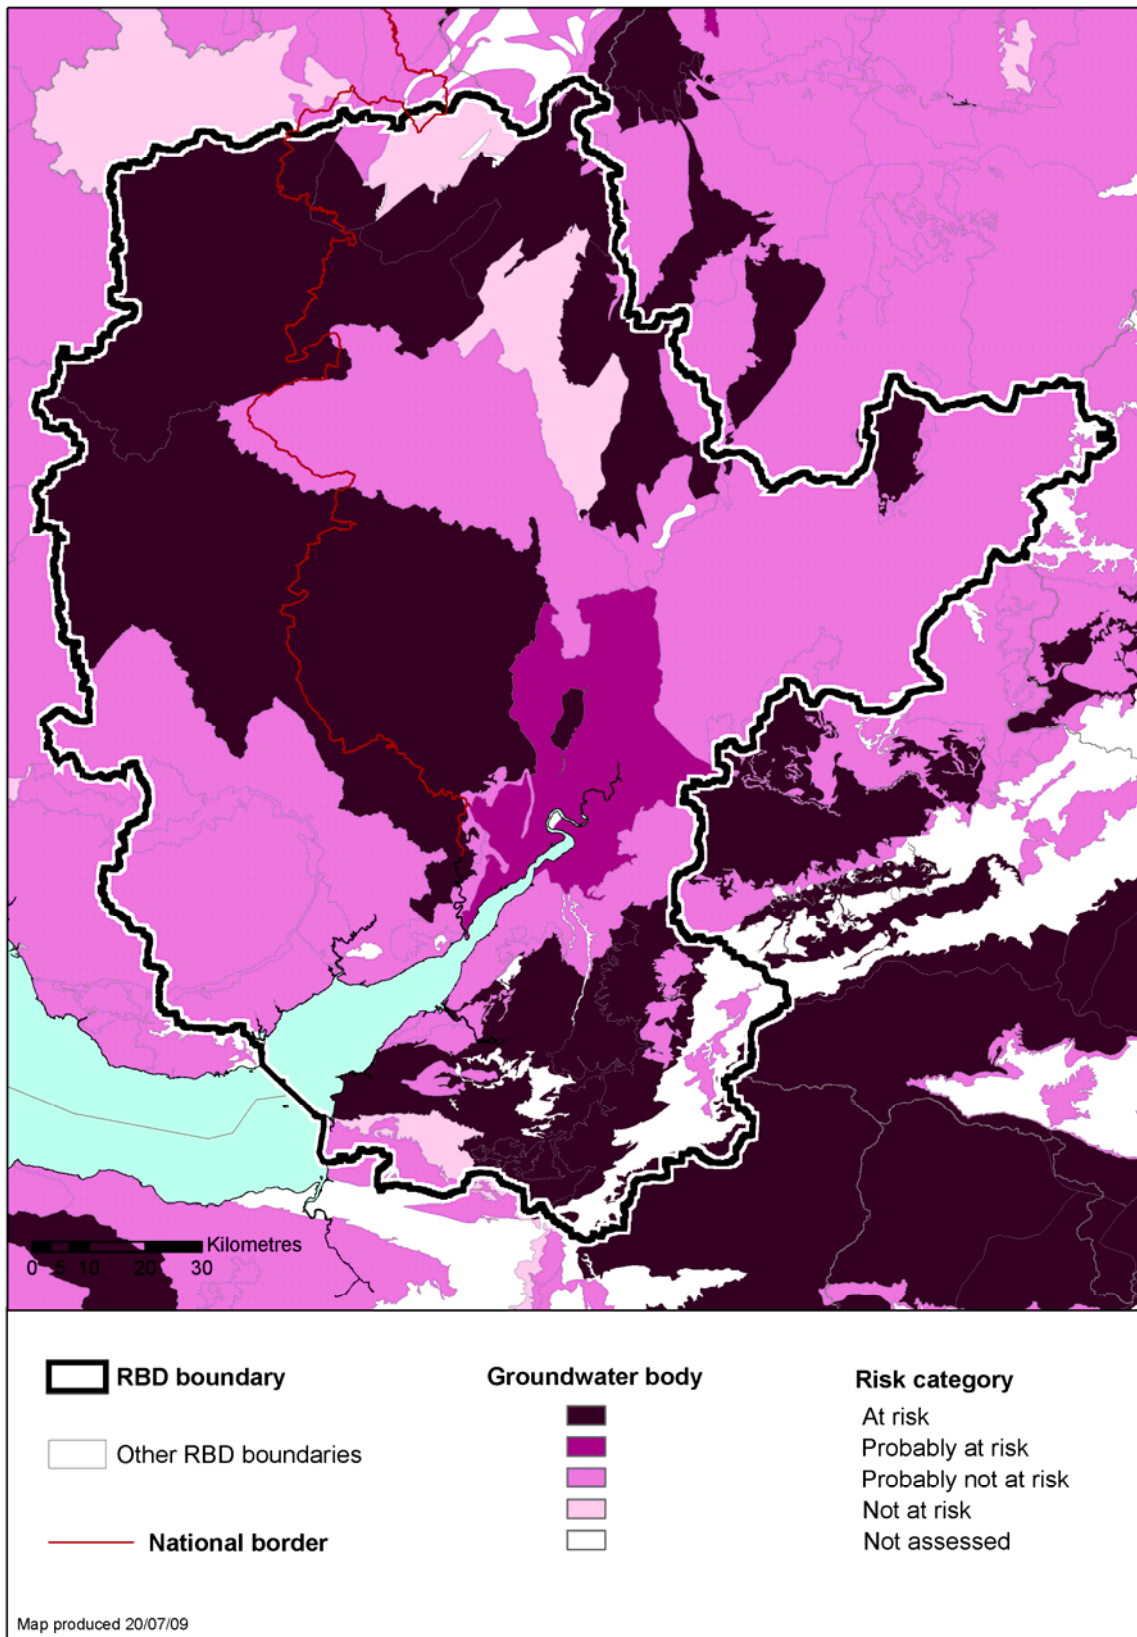 Kilometres
0 5 10 20 30
RBD boundary
Other RBD boundaries
National border
Groundwater body
Risk category
At risk
Probably at risk
Probably not at risk
Not at risk
Not assessed
Map produced 20/07/09